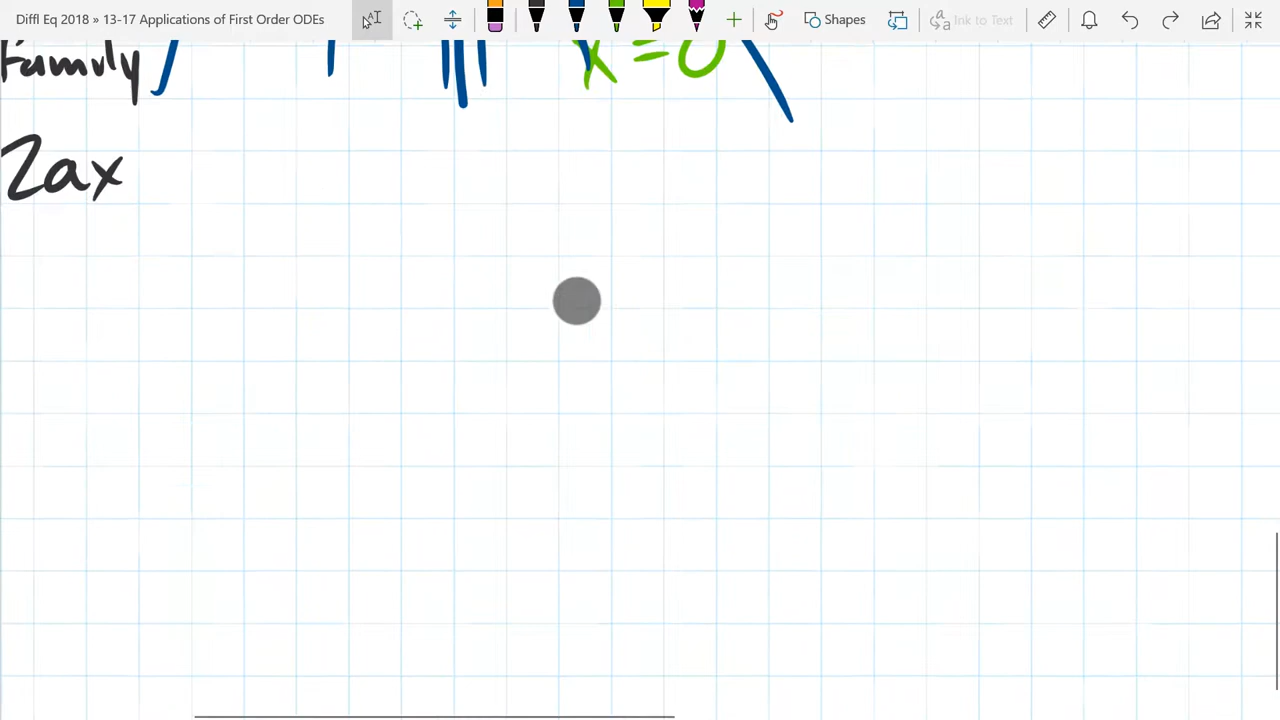 Diffl Eq 2018 » 13-17 Applications of First Order ODEs
Shapes
Ink to Text
family
x=0
2ax